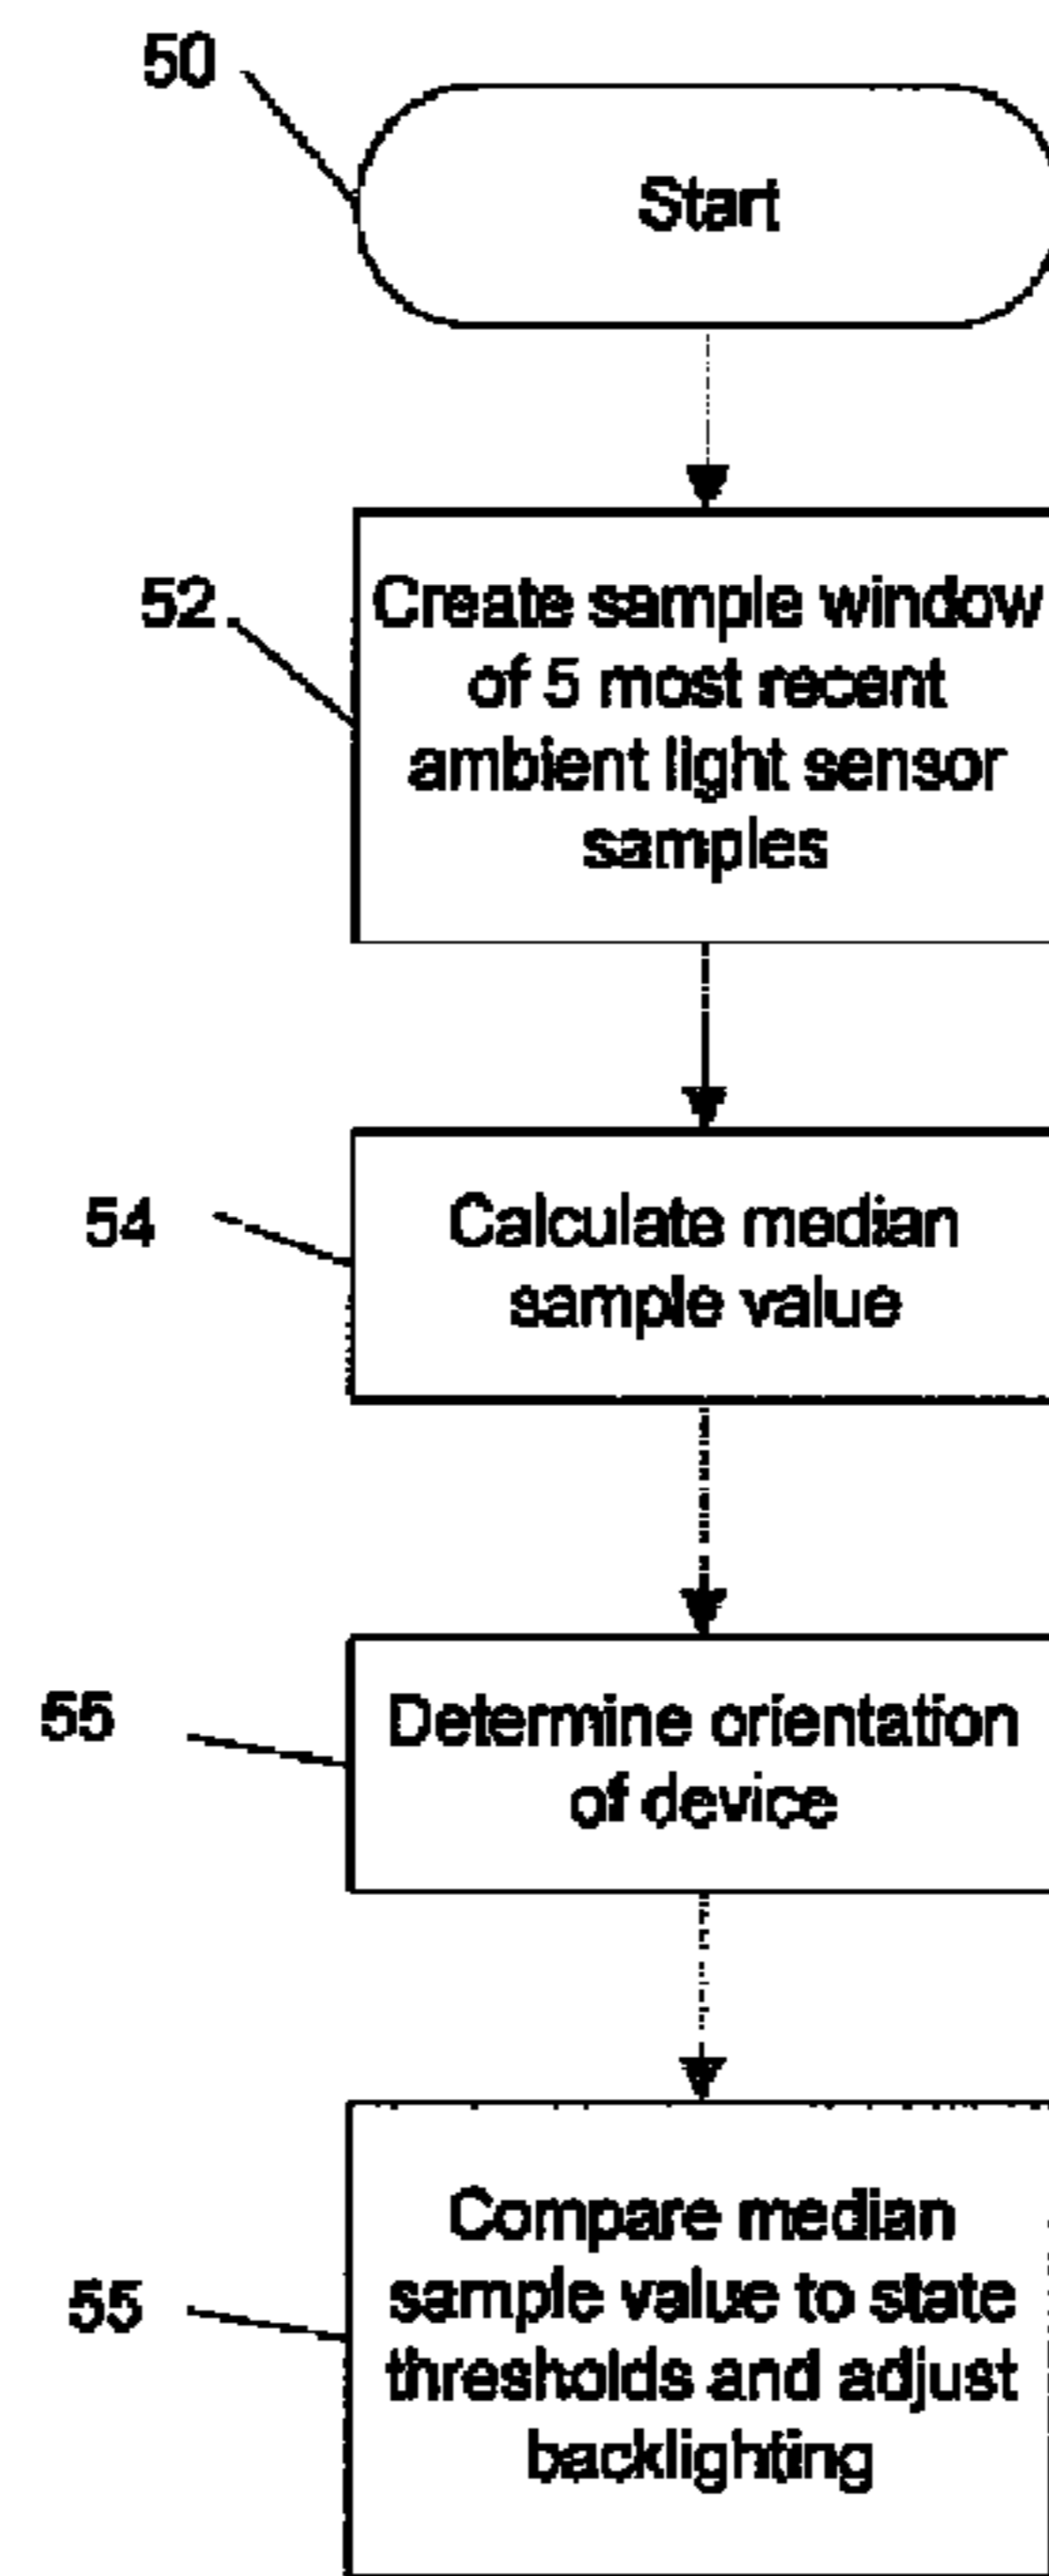 50
Start
52
Create sample window
of 5 most recent
ambient light sensor
samples
54
Calculate median
sample value
55
Determine orientation
of device
55
Compare median
sample value to state
thresholds and adjust
backlighting